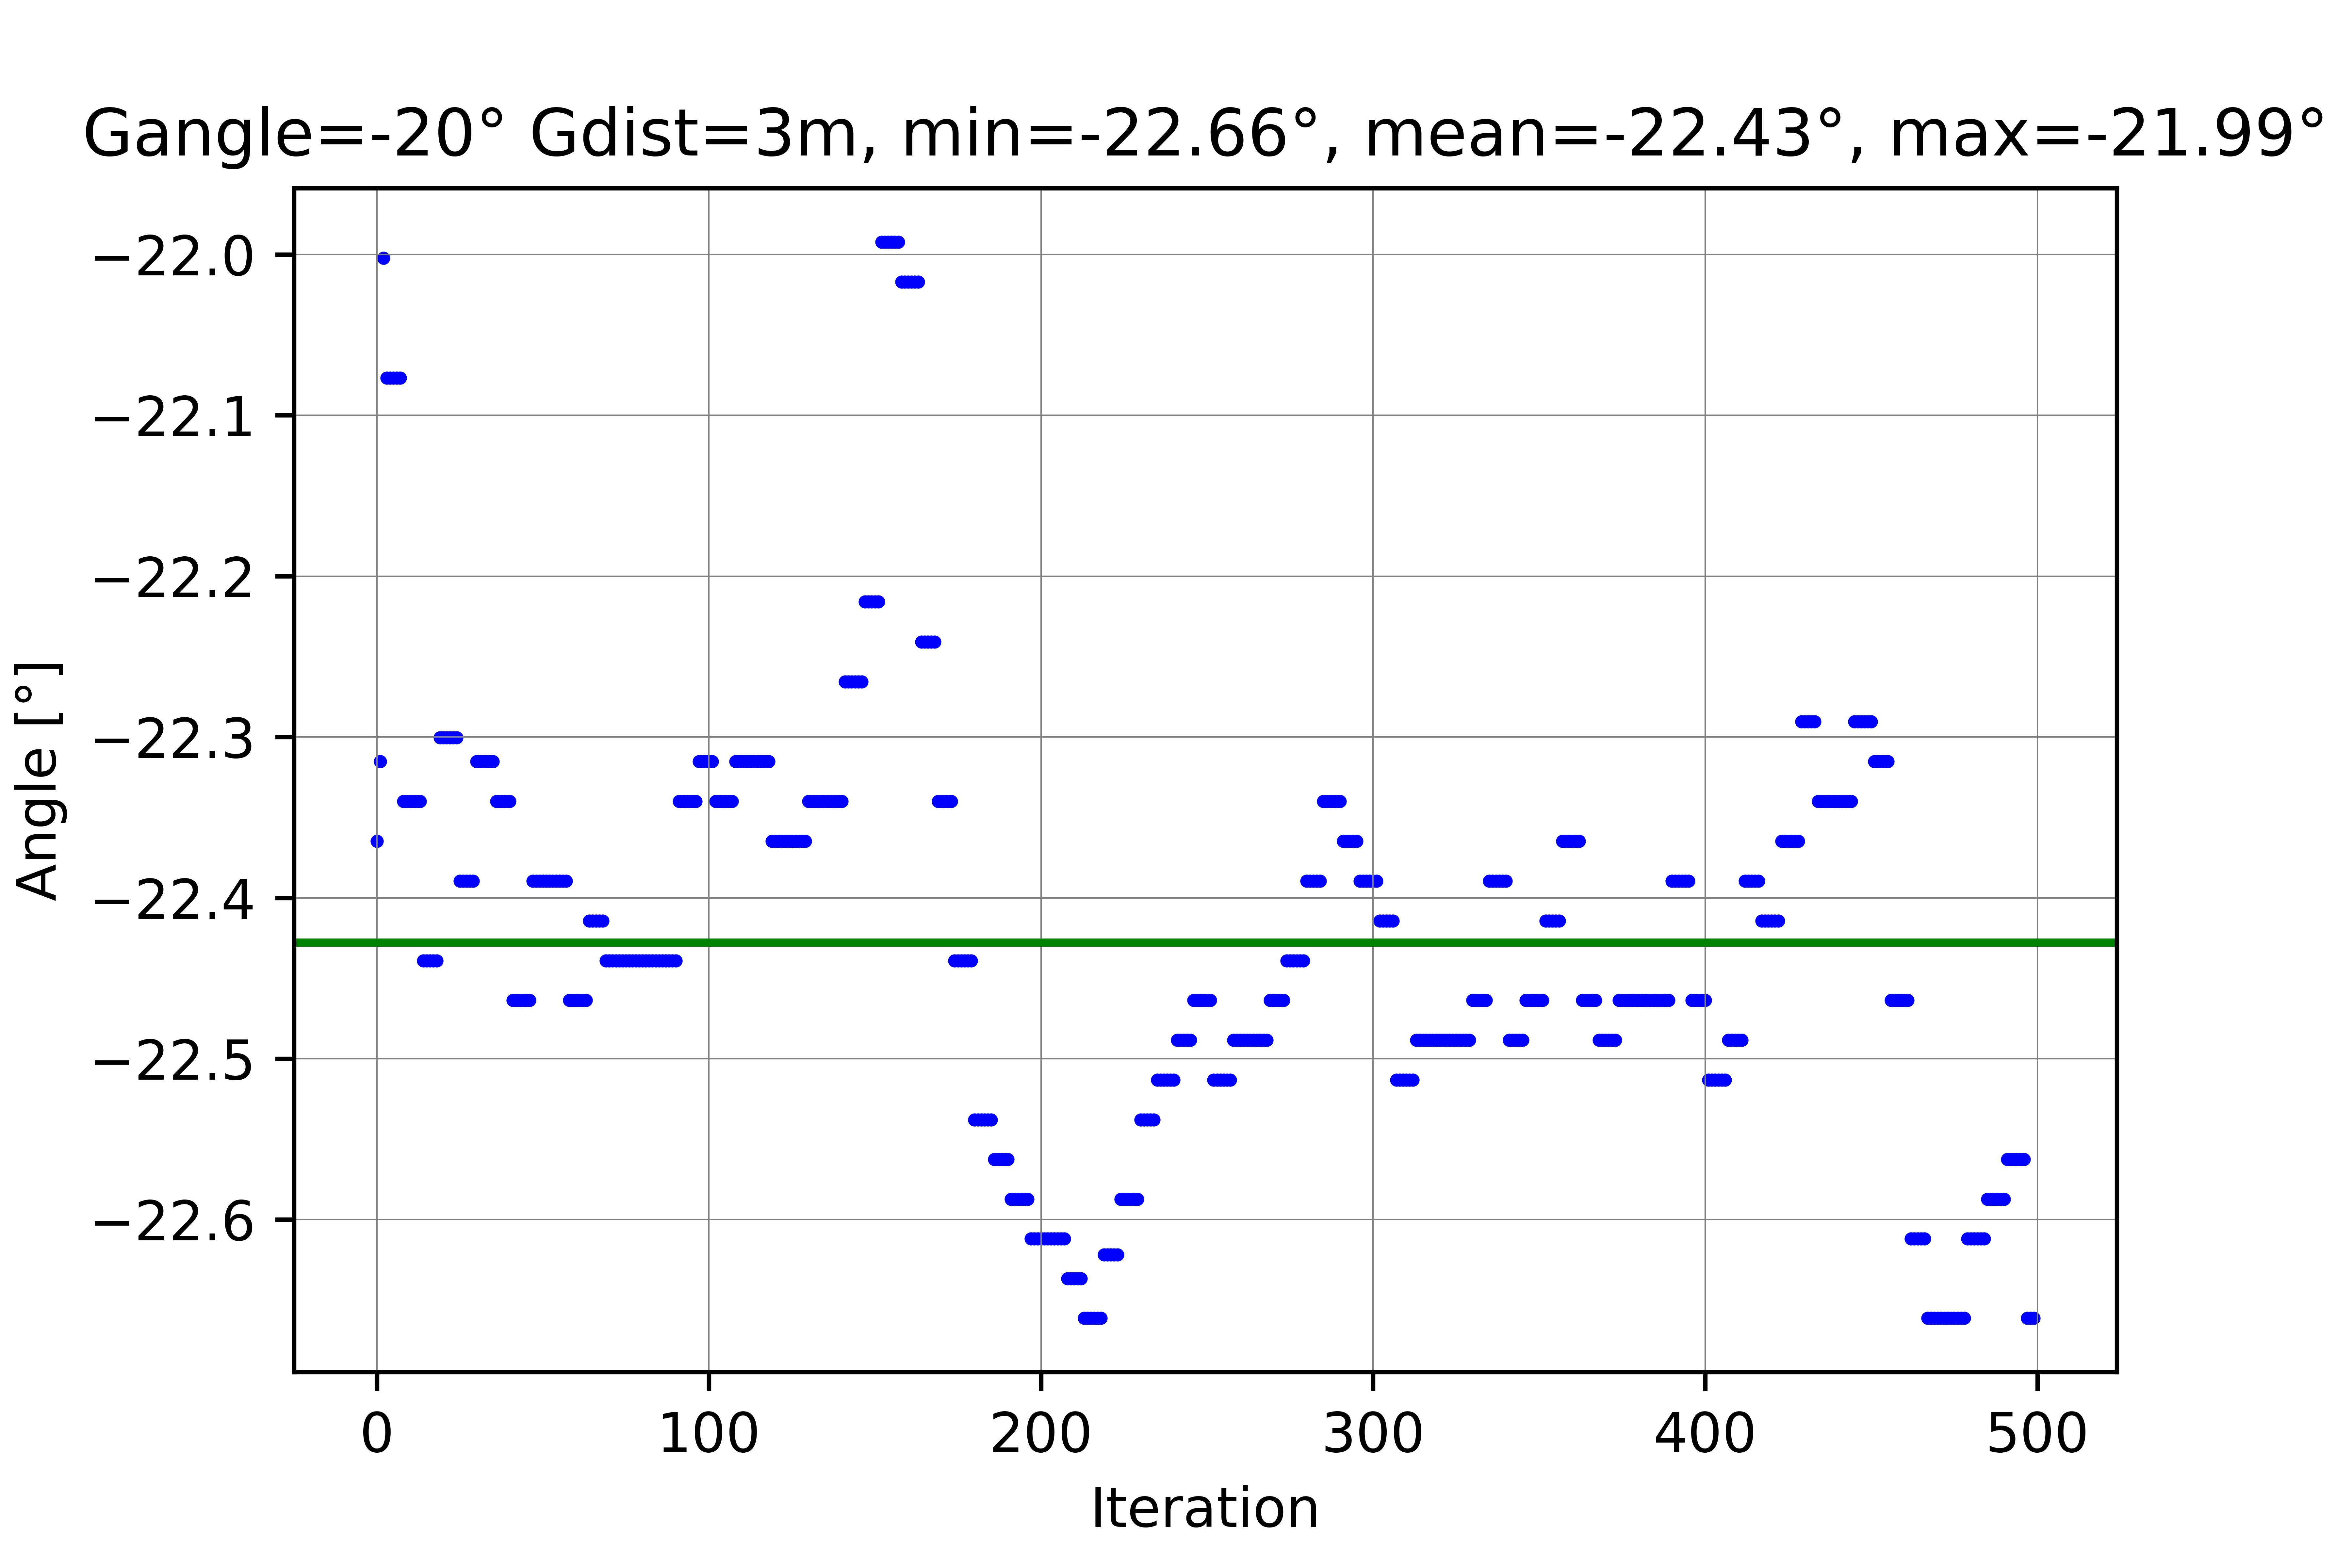 Gangle=-20° Gdist=3m, min=-22.66°, mean=-22.43°, max=-21.99°
−22.0
−22.1
−22.2
−22.3
−22.4
−22.5
−22.6
Angle [°]
0 100 200 300 400 500
Iteration